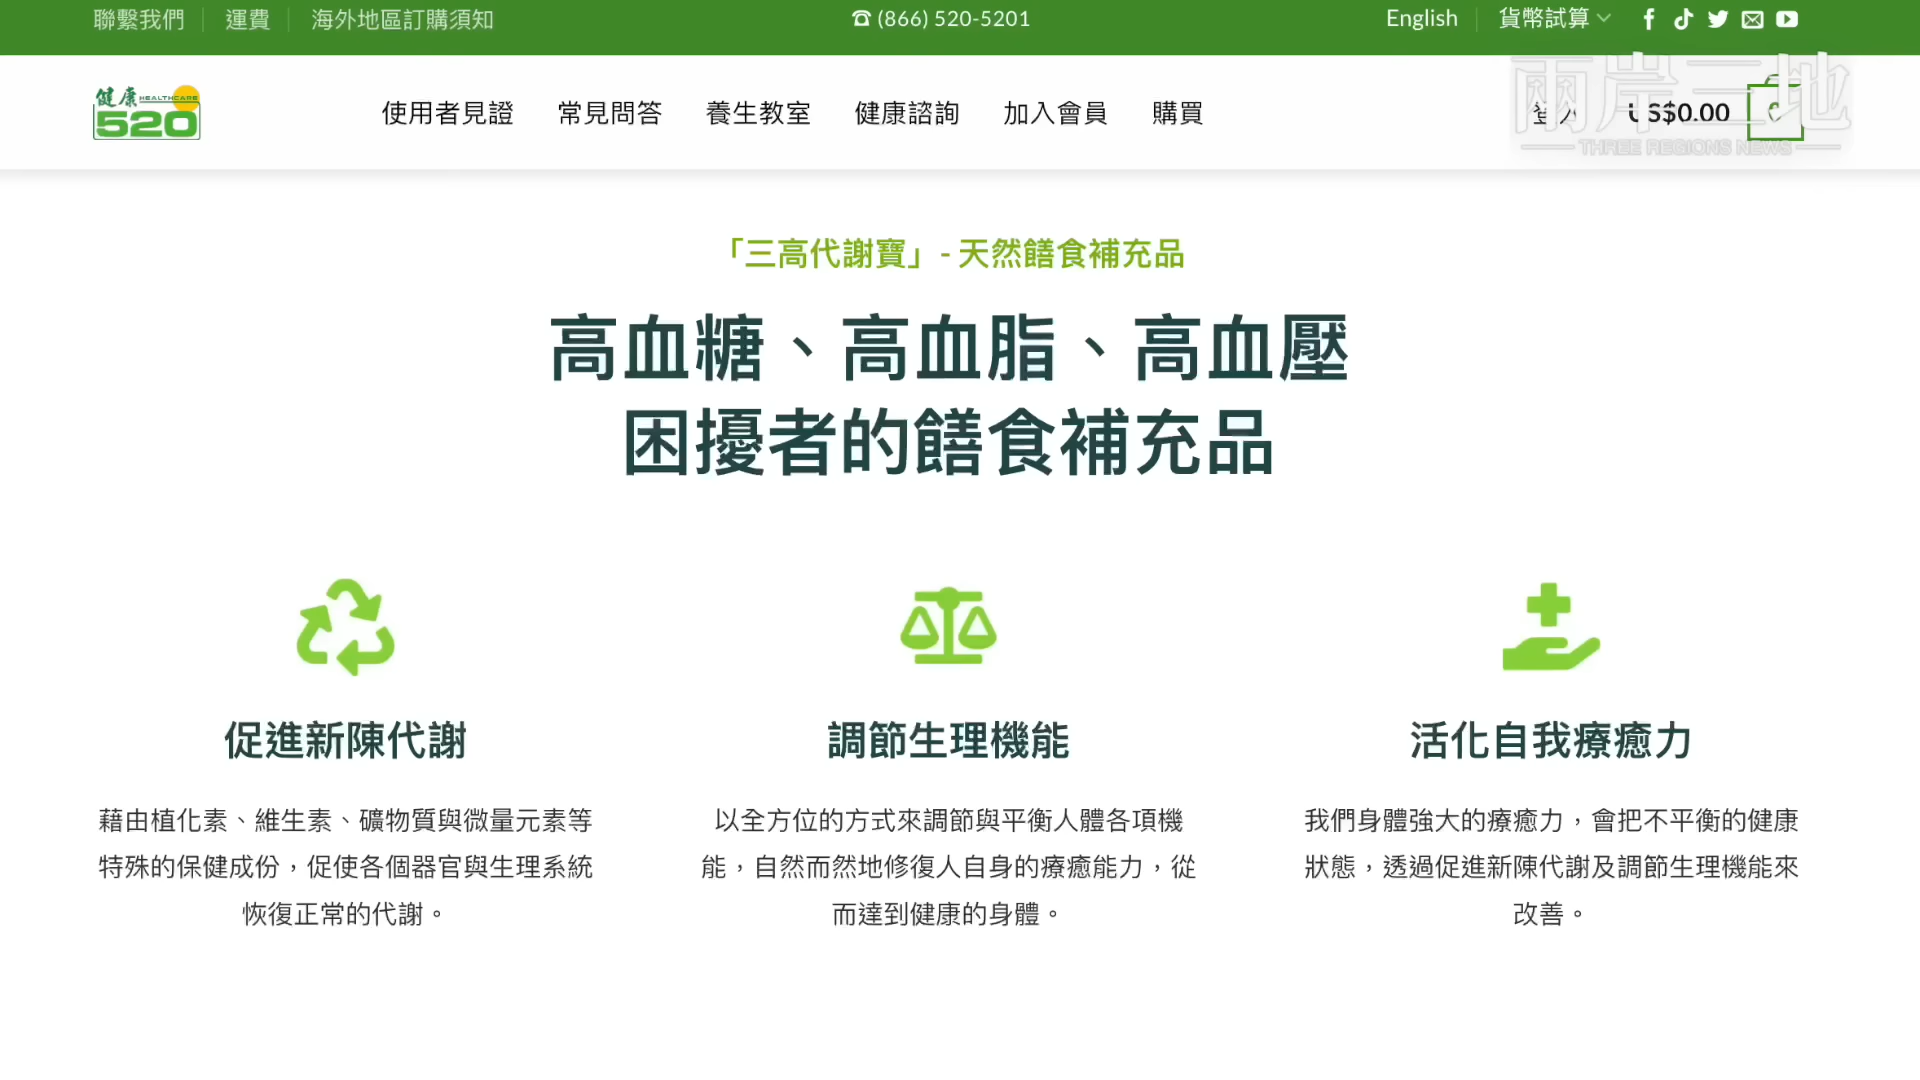 聯繫我們
運費
海外地區訂購須知
☎ (866) 520-5201
English
貨幣試算
兩岸三地
THREE REGIONS NEWS
健康 HEALTHCARE
520
使用者見證
常見問答
養生教室
健康諮詢
加入會員
購買
登入
US$0.00
0
「三高代謝寶」- 天然饍食補充品
高血糖、高血脂、高血壓
困擾者的饍食補充品
促進新陳代謝
藉由植化素、維生素、礦物質與微量元素等
特殊的保健成份，促使各個器官與生理系統
恢復正常的代謝。
調節生理機能
以全方位的方式來調節與平衡人體各項機
能，自然而然地修復人自身的療癒能力，從
而達到健康的身體。
活化自我療癒力
我們身體強大的療癒力，會把不平衡的健康
狀態，透過促進新陳代謝及調節生理機能來
改善。